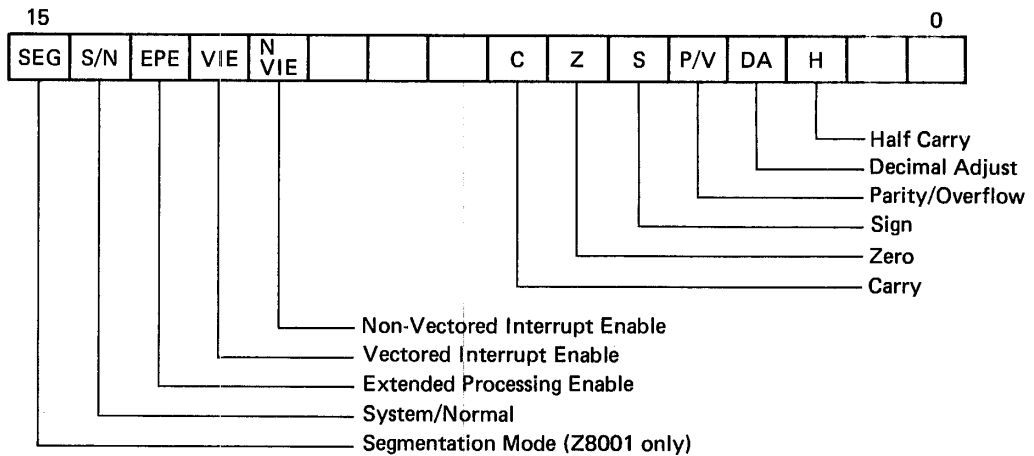 15 0
SEG S/N EPE VIE N VIE C Z S P/V DA H
Half Carry
Decimal Adjust
Parity/Overflow
Sign
Zero
Carry
Non-Vectored Interrupt Enable
Vectored Interrupt Enable
Extended Processing Enable
System/Normal
Segmentation Mode (Z8001 only)